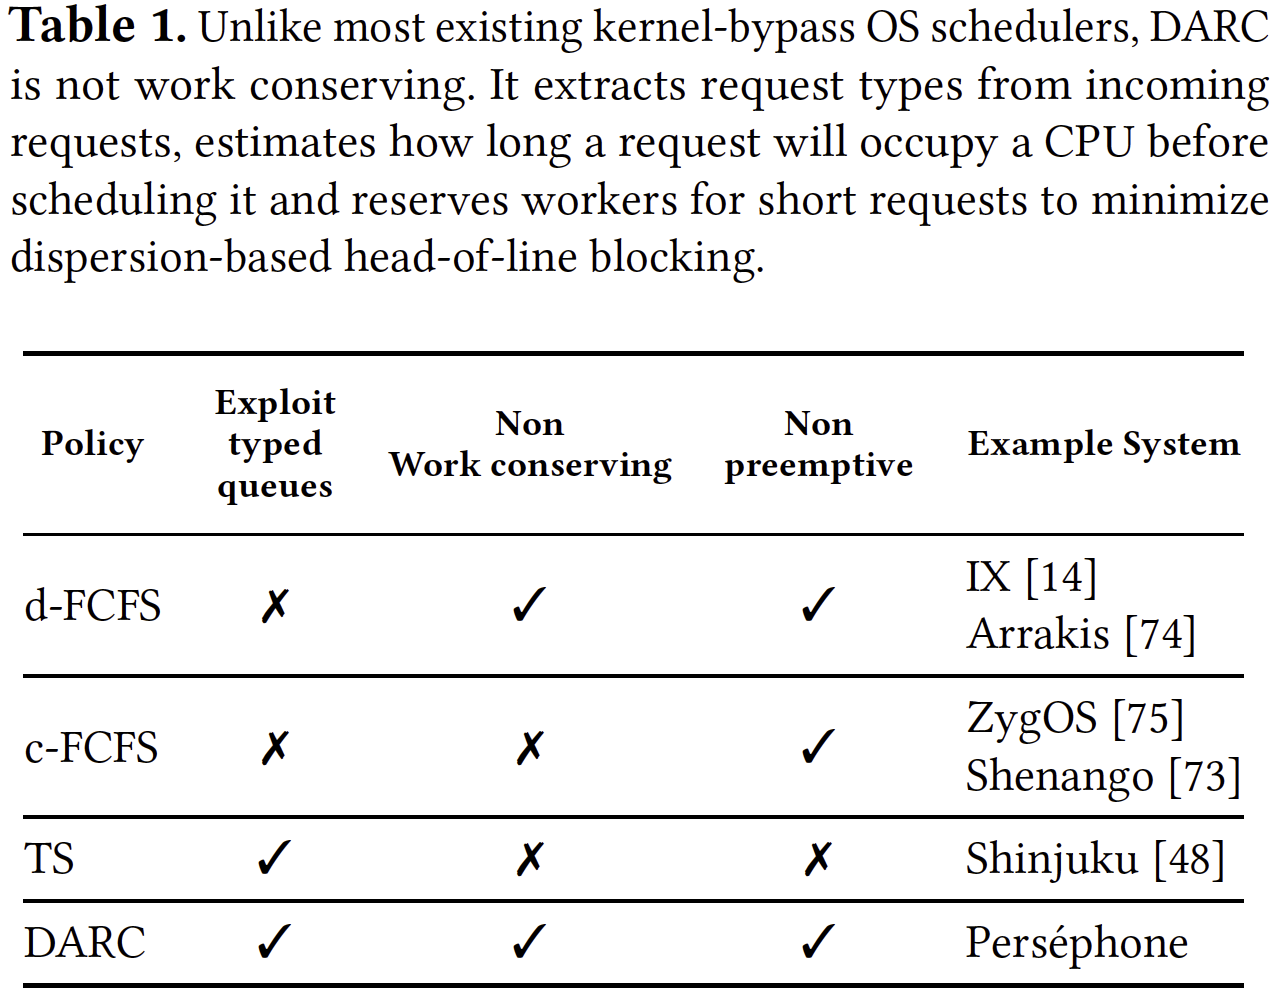 Table 1. Unlike most existing kernel-bypass OS schedulers, DARC
is not work conserving. It extracts request types from incoming
requests, estimates how long a request will occupy a CPU before
scheduling it and reserves workers for short requests to minimize
dispersion-based head-of-line blocking.
Policy
Exploit
typed
queues
Non
Work conserving
Non
preemptive
Example System
d-FCFS ✗ ✓ ✓ IX [14]
Arrakis [74]
c-FCFS ✗ ✗ ✓ ZygOS [75]
Shenango [73]
TS ✓ ✗ ✗ Shinjuku [48]
DARC ✓ ✓ ✓ Perséphone